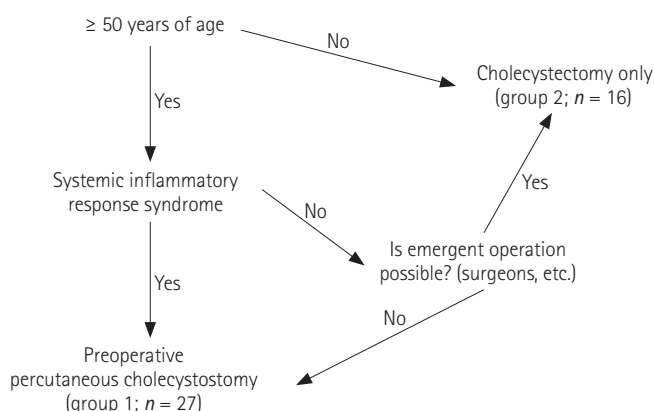 ≥ 50 years of age
No
Cholecystectomy only
(group 2; n = 16)
Yes
Systemic inflammatory
response syndrome
No
Yes
Is emergent operation
possible? (surgeons, etc.)
Yes
No
Preoperative
percutaneous cholecystostomy
(group 1; n = 27)